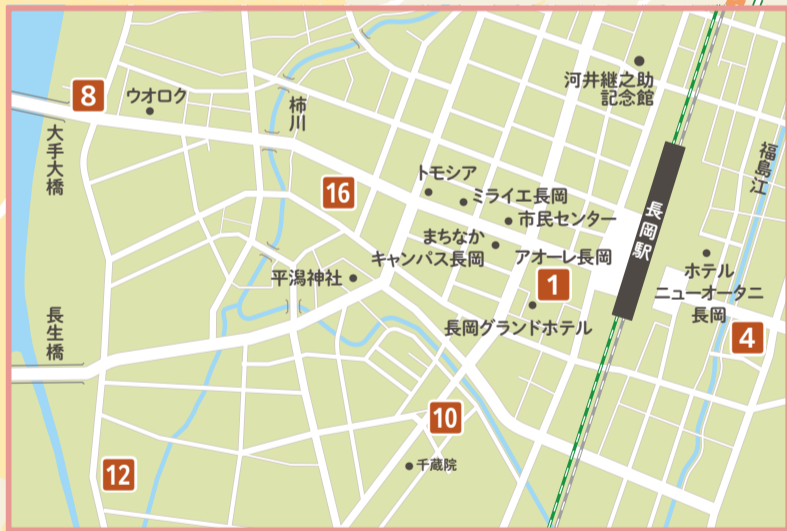 8
ウオロク
柿川
大手大橋
河井継之助
記念館
福島江
トモシア
ミライエ長岡
16
市民センター
まちなか
キャンパス長岡
アオーレ長岡
長岡駅
平潟神社
1
ホテル
ニューオータニ
長岡
長岡グランドホテル
4
長生橋
10
千蔵院
12